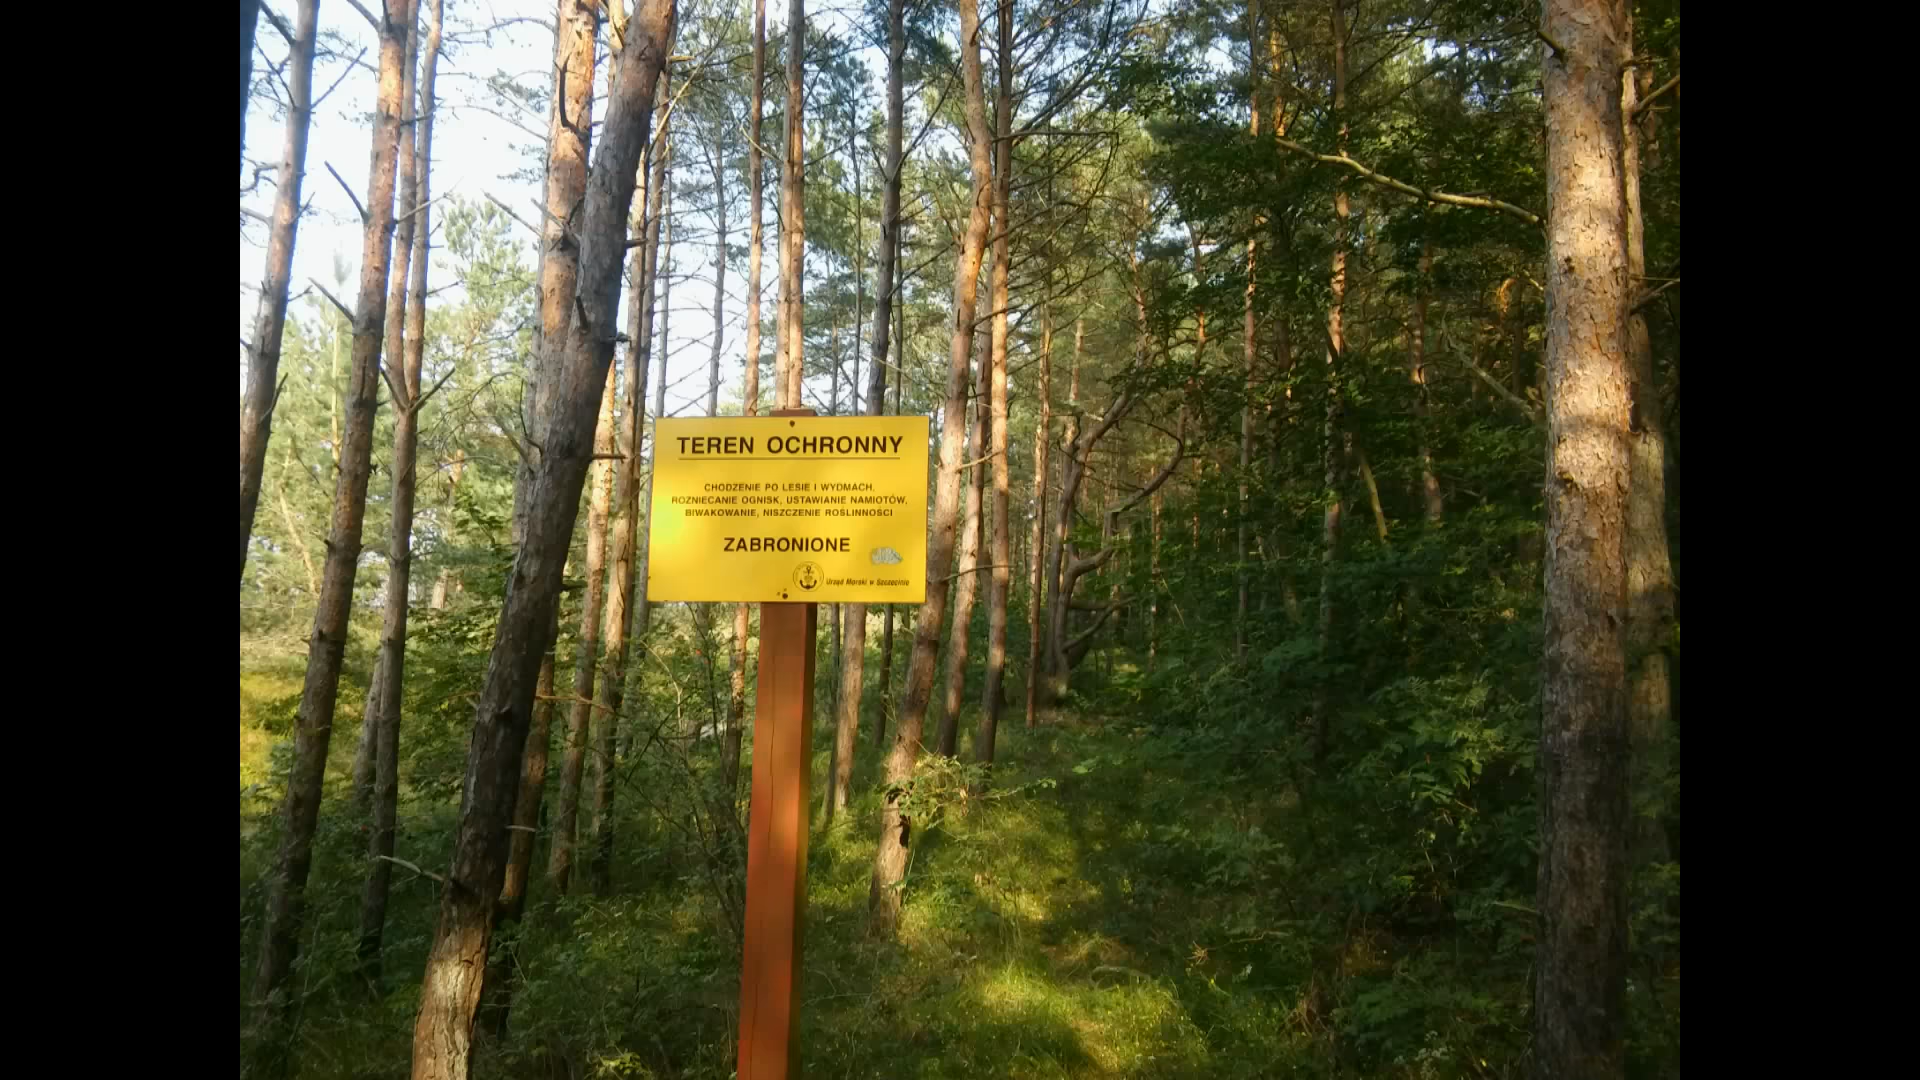 TEREN OCHRONNY
CHODZENIE PO LESIE I WYDMACH,
ROZNIECANIE OGNISK, USTAWIANIE NAMIOTÓW,
BIWAKOWANIE, NISZCZENIE ROŚLINNOŚCI
ZABRONIONE
Urząd Morski w Szczecinie